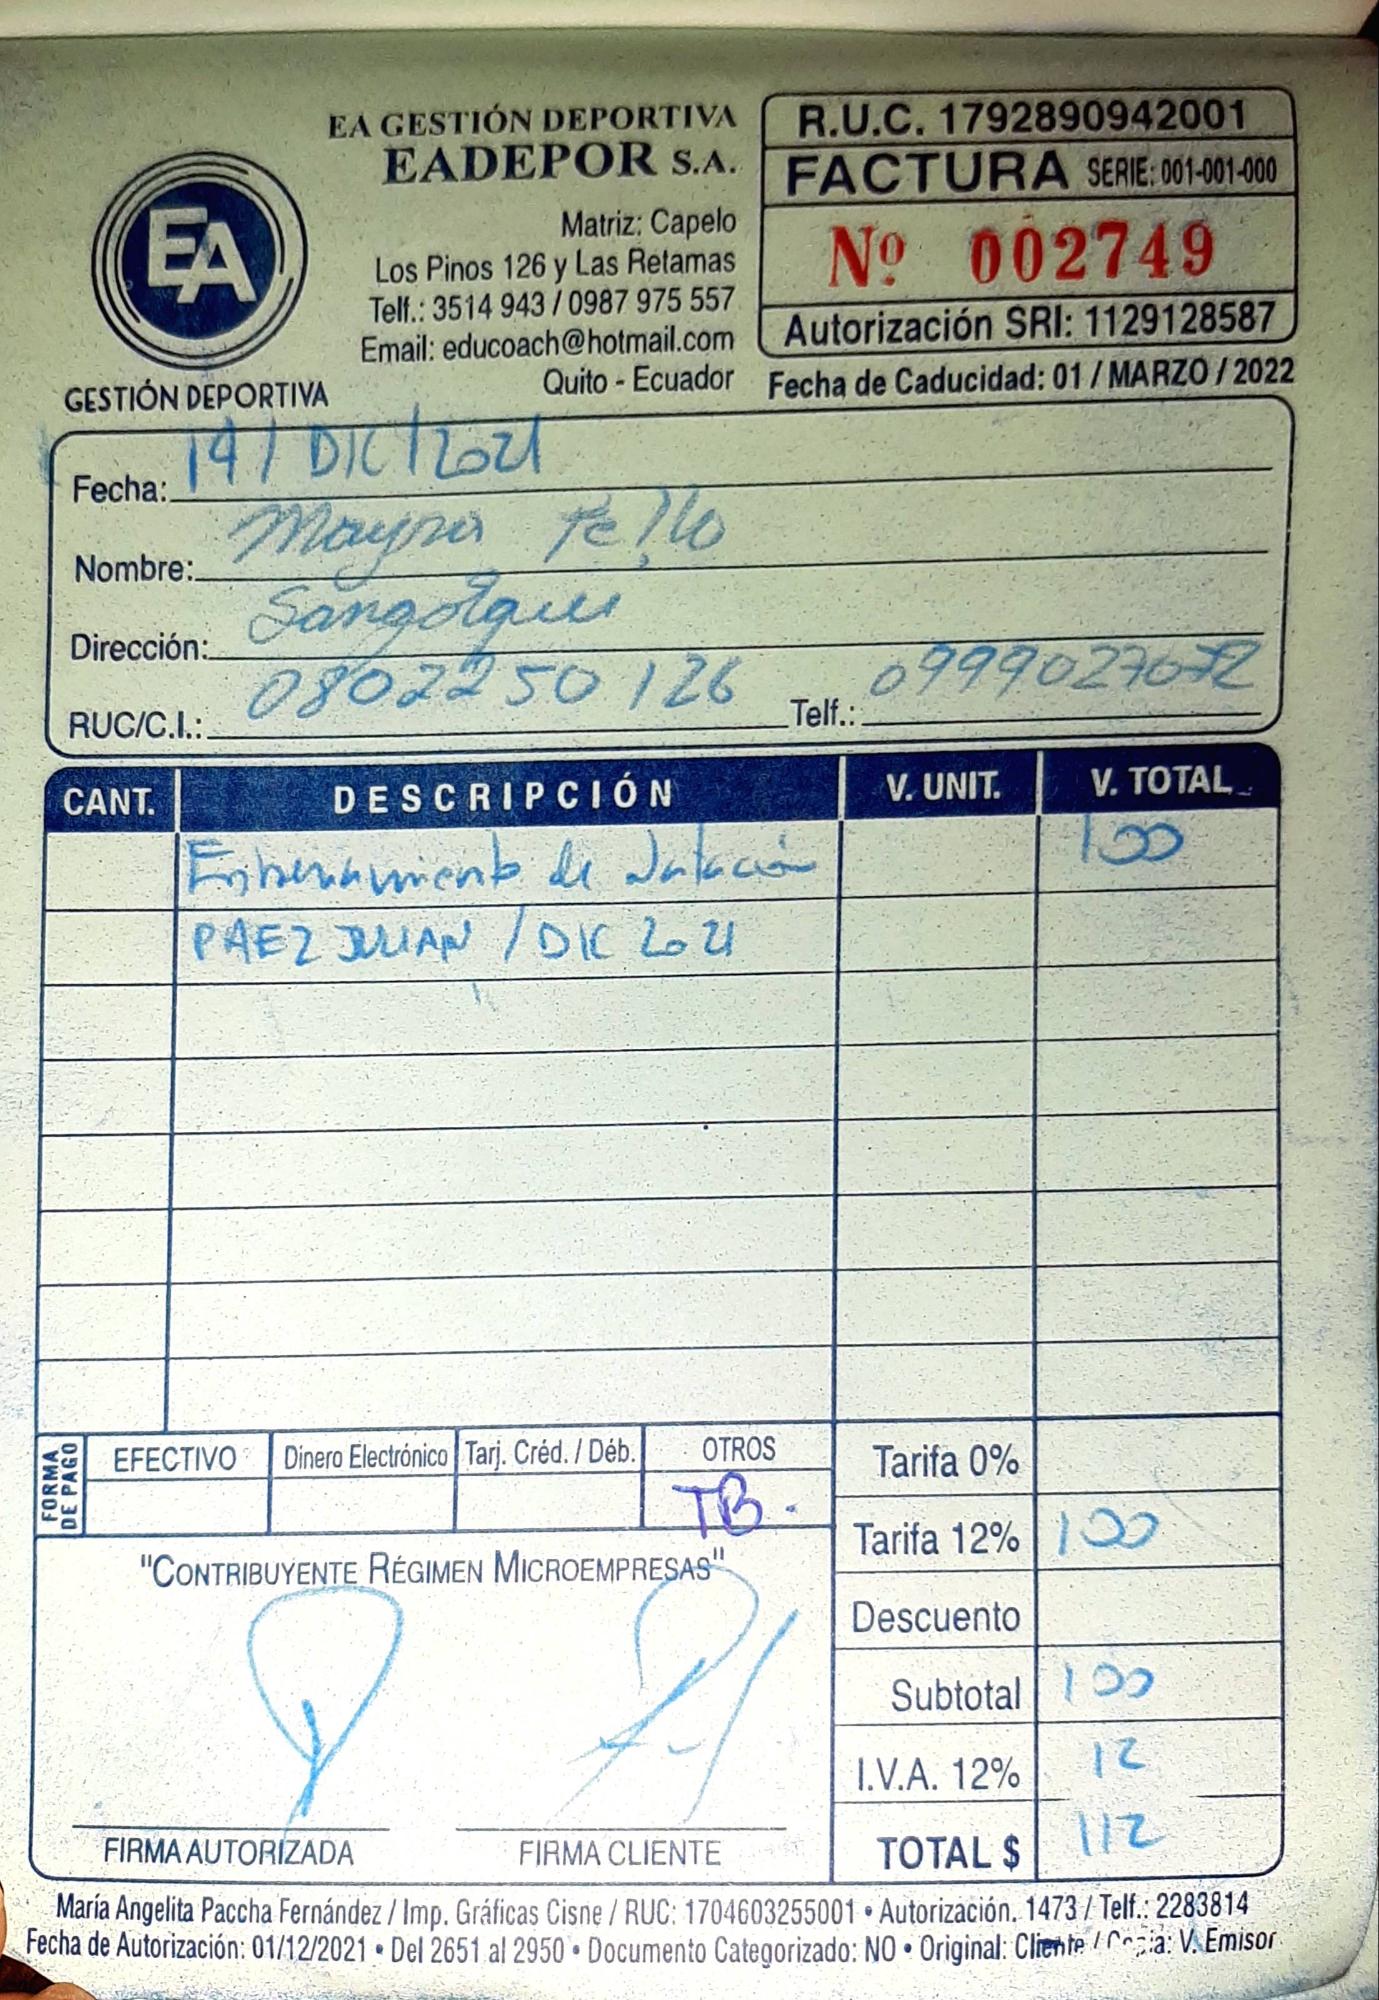 EA GESTIÓN DEPORTIVA
EADEPOR S.A.
Matriz: Capelo
Los Pinos 126 y Las Retamas
Telf.: 3514 943 / 0987 975 557
Email: educoach@hotmail.com
Quito - Ecuador
EA
GESTIÓN DEPORTIVA
R.U.C. 1792890942001
FACTURA SERIE: 001-001-000
Nº 002749
Autorización SRI: 1129128587
Fecha de Caducidad: 01 / MARZO / 2022
Fecha: 14 / DIC / 2021
Nombre: Mayra Tello
Dirección: Sangolqui
RUC/C.I.: 0802250126 Telf.: 0999027072
CANT. DESCRIPCIÓN V. UNIT. V. TOTAL
Entrenamiento de Natación 100
PAEZ JULIAN / DIC 2021
FORMA DE PAGO EFECTIVO Dinero Electrónico Tarj. Créd. / Déb. OTROS
TB.
Tarifa 0%
Tarifa 12% 100
Descuento
Subtotal 100
I.V.A. 12% 12
TOTAL $ 112
"CONTRIBUYENTE RÉGIMEN MICROEMPRESAS"
FIRMA AUTORIZADA FIRMA CLIENTE
María Angelita Paccha Fernández / Imp. Gráficas Cisne / RUC: 1704603255001 • Autorización. 1473 / Telf.: 2283814
Fecha de Autorización: 01/12/2021 • Del 2651 al 2950 • Documento Categorizado: NO • Original: Cliente / Copia: V. Emisor